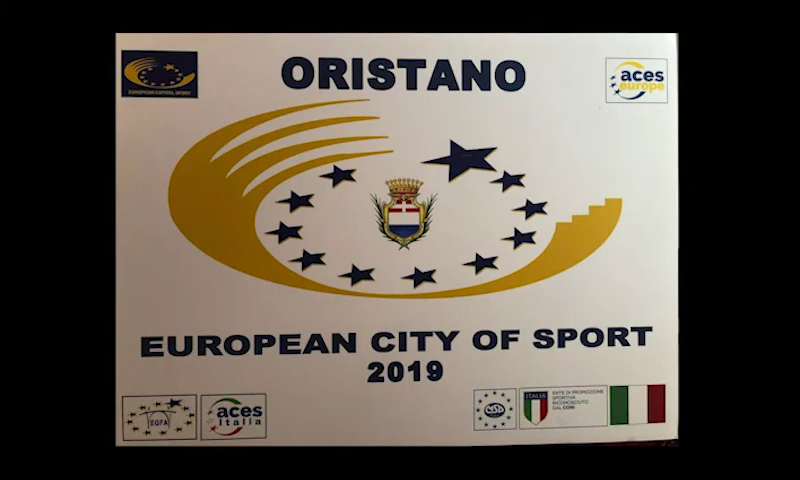 ORISTANO
EUROPEAN CAPITAL SPORT
aces
europe
EUROPEAN CITY OF SPORT
2019
EGFA
aces
italia
ITALIA
ENTE DI PROMOZIONE
SPORTIVA
RICONOSCIUTO
DAL CONI